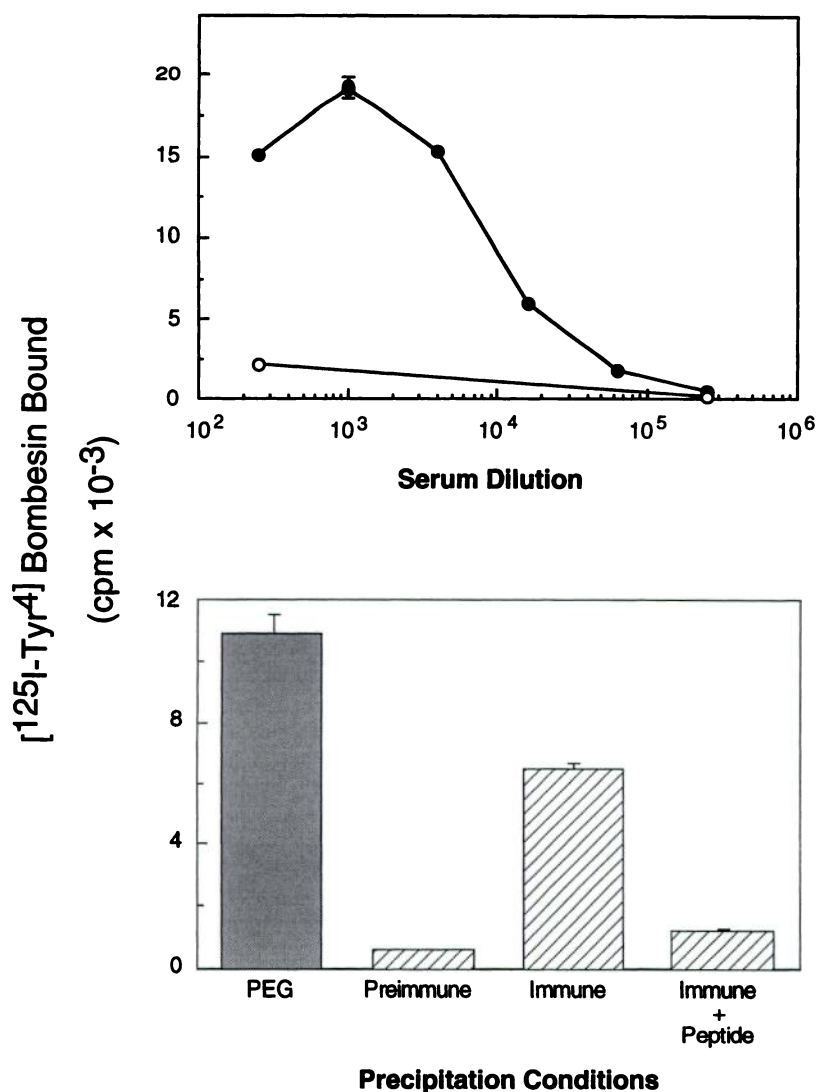 20
15
10
5
0
10²
10³
10⁴
10⁵
10⁶
Serum Dilution
[¹²⁵I-Tyr⁴] Bombesin Bound
(cpm x 10⁻³)
12
8
4
0
PEG
Preimmune
Immune
Immune
+
Peptide
Precipitation Conditions